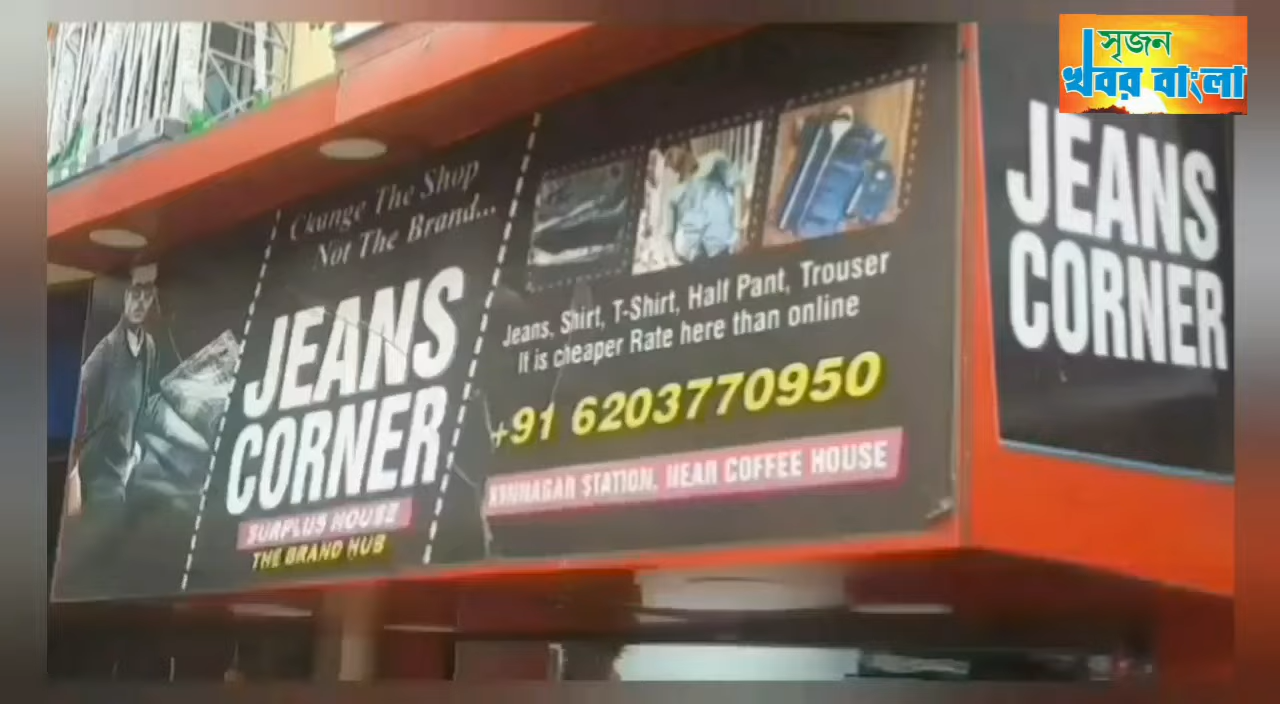 সৃজন
খবর বাংলা
Change The Shop
Not The Brand...
JEANS
CORNER
SURPLUS HOUSE
THE BRAND HUB
Jeans, Shirt, T-Shirt, Half Pant, Trouser
It is cheaper Rate here than online
+91 6203770950
KONNAGAR STATION, NEAR COFFEE HOUSE
JEANS
CORNER